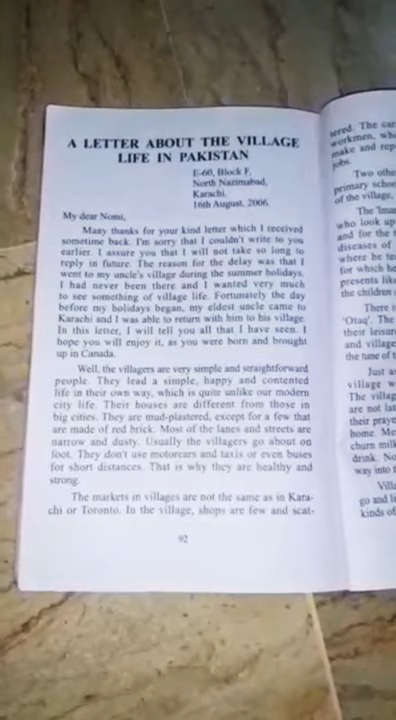 A LETTER ABOUT THE VILLAGE
LIFE IN PAKISTAN
E-60, Block F,
North Nazimabad,
Karachi.
16th August, 2006.
My dear Nomi,
Many thanks for your kind letter which I received
sometime back. I'm sorry that I couldn't write to you
earlier. I assure you that I will not take so long to
reply in future. The reason for the delay was that I
went to my uncle's village during the summer holidays.
I had never been there and I wanted very much
to see something of village life. Fortunately the day
before my holidays began, my eldest uncle came to
Karachi and I was able to return with him to his village.
In this letter, I will tell you all that I have seen. I
hope you will enjoy it, as you were born and brought
up in Canada.
Well, the villagers are very simple and straightforward
people. They lead a simple, happy and contented
life in their own way, which is quite unlike our modern
city life. Their houses are different from those in
big cities. They are mud-plastered, except for a few that
are made of red brick. Most of the lanes and streets are
narrow and dusty. Usually the villagers go about on
foot. They don't use motorcars and taxis or even buses
for short distances. That is why they are healthy and
strong.
The markets in villages are not the same as in Kara-
chi or Toronto. In the village, shops are few and scat-
92
tered. The
workmen,
make and
jobs.
Two
primary
of the village,
The
who look up
and for the
diseases of
where he
for which he
presents
the children
There
'Otaq'. The
their
and village
the tune of
Just
village
The
are not
their
home.
churn
drink.
way into
go and
kinds of